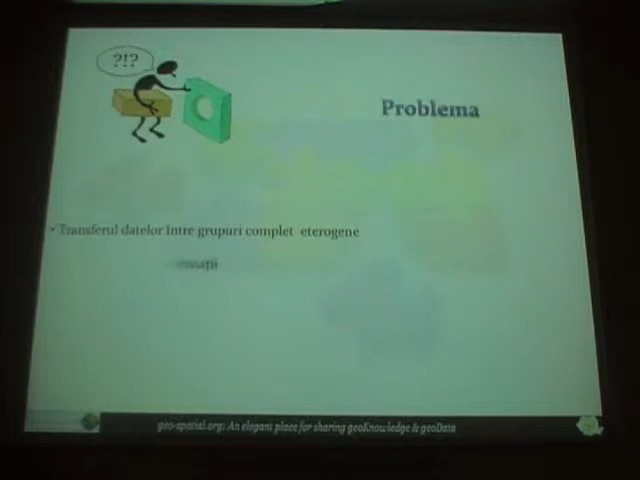 ?!?
Problema
• Transferul datelor între grupuri complet eterogene
geo-spatial.org: An elegant place for sharing geoKnowledge & geoData